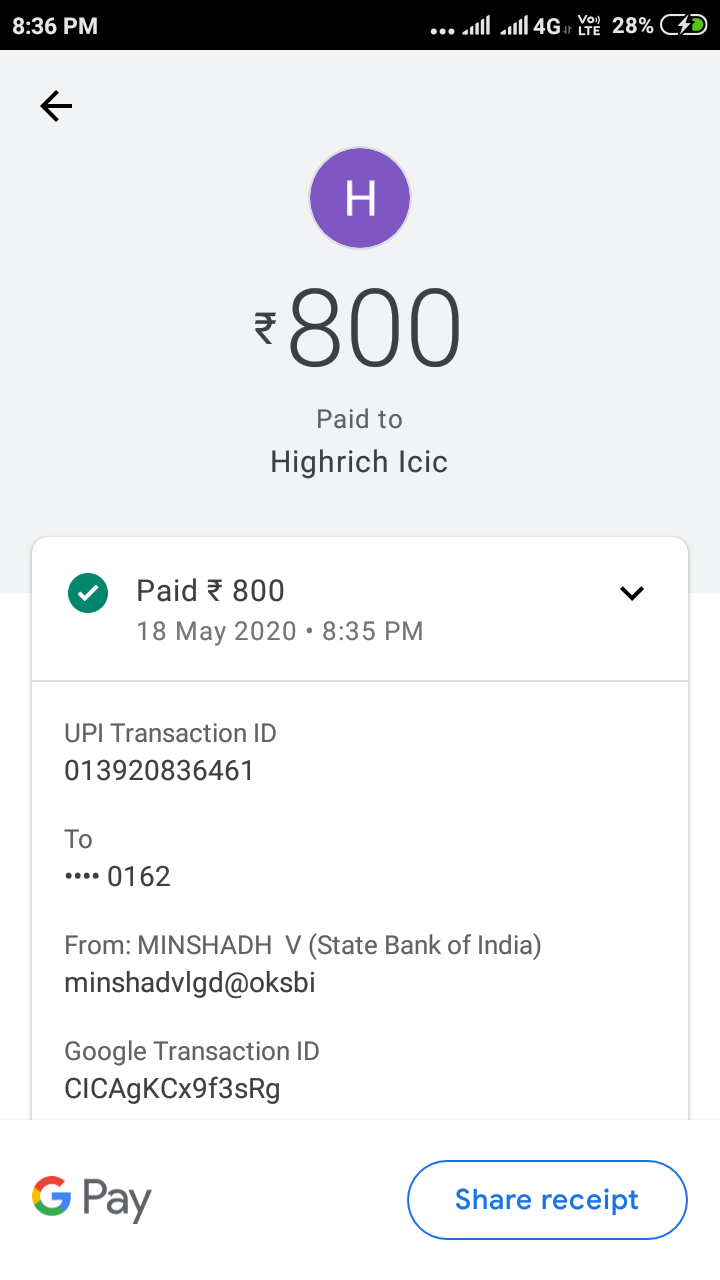 8:36 PM
4G Vo)) LTE 28%
H
₹800
Paid to
Highrich Icic
Paid ₹ 800
18 May 2020 • 8:35 PM
UPI Transaction ID
013920836461
To
•••• 0162
From: MINSHADH  V (State Bank of India)
minshadvlgd@oksbi
Google Transaction ID
CICAgKCx9f3sRg
G Pay
Share receipt